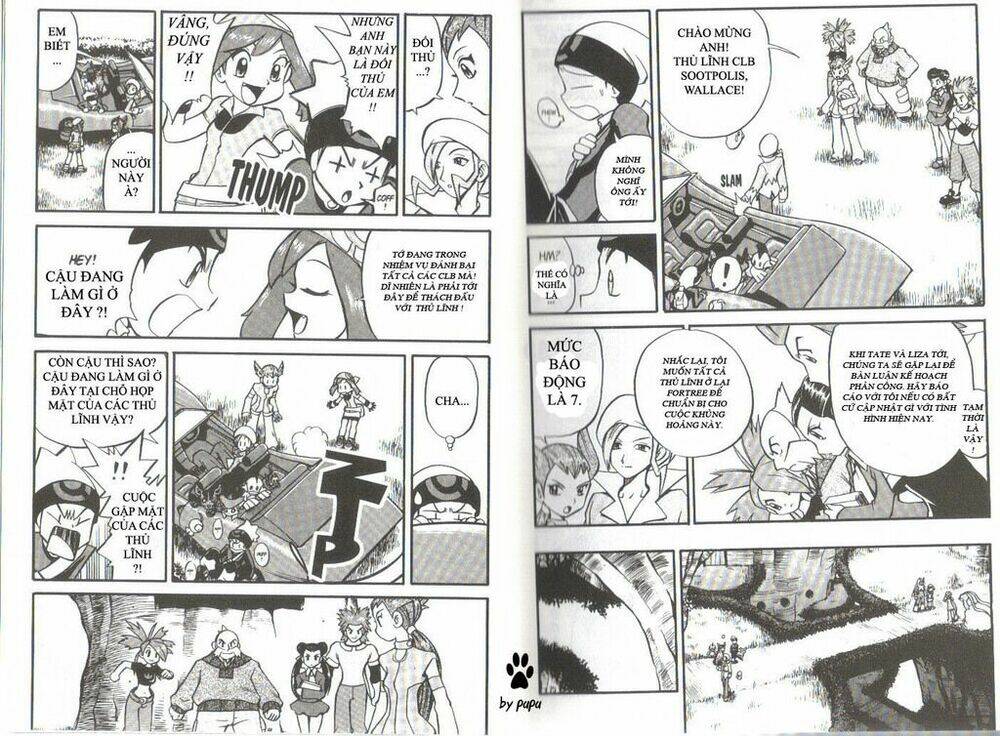 CHÀO MỪNG
ANH!
THỦ LĨNH CLB
SOOTPOLIS,
WALLACE!
SLAM
PHEW
MÌNH
KHÔNG
NGHĨ
ÔNG ẤY
TỚI!
HM?
THẾ CÓ
NGHĨA
LÀ ...
KHI TATE VÀ LIZA TỚI,
CHÚNG TA SẼ GẶP LẠI ĐỂ
BÀN LUẬN KẾ HOẠCH
PHẢN CÔNG. HÃY BÁO
CÁO VỚI TÔI NẾU CÓ BẤT
CỨ CẬP NHẬT GÌ VỚI TÌNH
HÌNH HIỆN NAY.
TẠM
THỜI
LÀ
VẬY
!
NHẮC LẠI, TÔI
MUỐN TẤT CẢ
THỦ LĨNH Ở LẠI
FORTREE ĐỂ
CHUẨN BỊ CHO
CUỘC KHỦNG
HOẢNG NÀY.
MỨC
BÁO
ĐỘNG
LÀ 7.
ĐỐI
THỦ
...?
NHƯNG
ANH
BẠN NÀY
LÀ ĐỐI
THỦ
CỦA EM
!!
VÂNG,
ĐÚNG
VẬY
!!
THUMP
COFF
!
EM
BIẾT
...
... NGƯỜI
NÀY
À?
TỚ ĐANG TRONG
NHIỆM VỤ ĐÁNH BẠI
TẤT CẢ CÁC CLB MÀ!
DĨ NHIÊN LÀ PHẢI TỚI
ĐÂY ĐỂ THÁCH ĐẤU
VỚI THỦ LĨNH !
HEY!
CẬU ĐANG
LÀM GÌ Ở
ĐÂY ?!
CHA...
ZIP
CÒN CẬU THÌ SAO?
CẬU ĐANG LÀM GÌ Ở
ĐÂY TẠI CHỖ HỌP
MẶT CỦA CÁC THỦ
LĨNH VẬY?
!!
CUỘC
GẶP MẶT
CỦA CÁC
THỦ
LĨNH
?!
by pupu